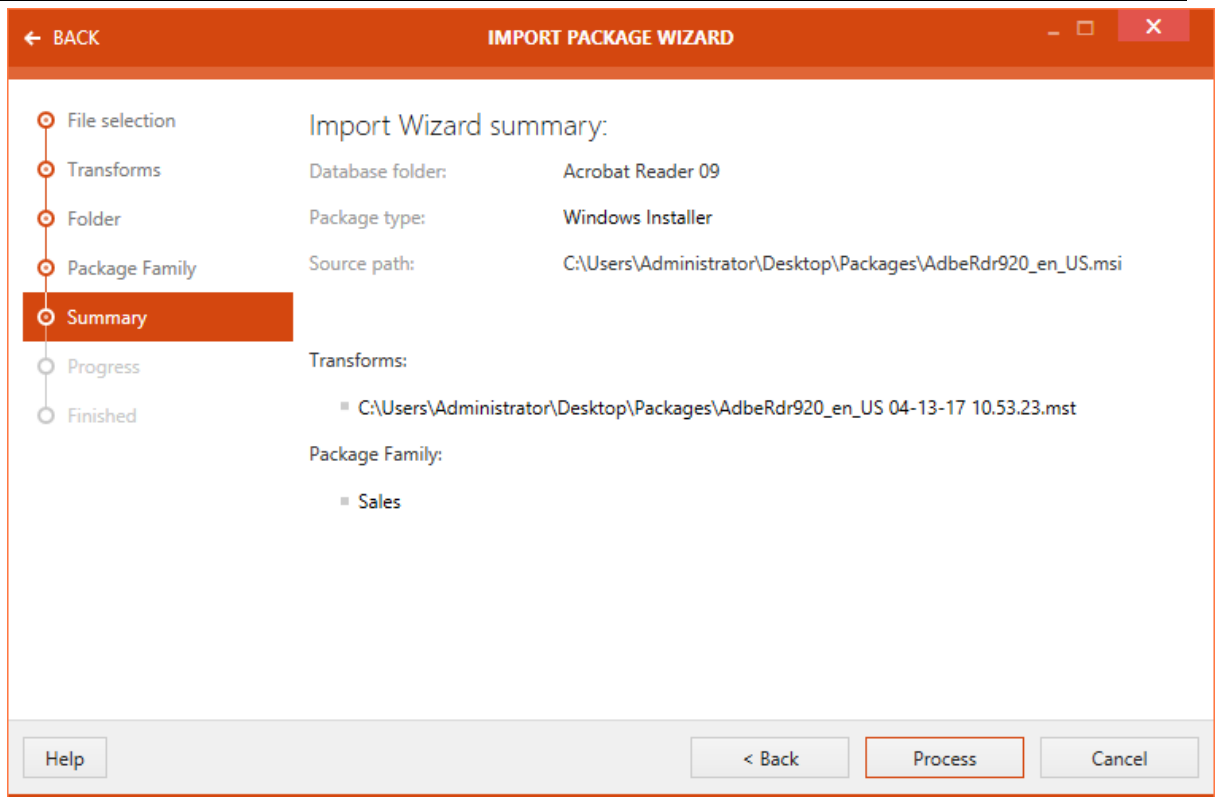 BACK
IMPORT PACKAGE WIZARD
File selection
Transforms
Folder
Package Family
Summary
Progress
Finished
Import Wizard summary:
Database folder: Acrobat Reader 09
Package type: Windows Installer
Source path: C:\Users\Administrator\Desktop\Packages\AdbeRdr920_en_US.msi
Transforms:
C:\Users\Administrator\Desktop\Packages\AdbeRdr920_en_US 04-13-17 10.53.23.mst
Package Family:
Sales
Help
< Back
Process
Cancel